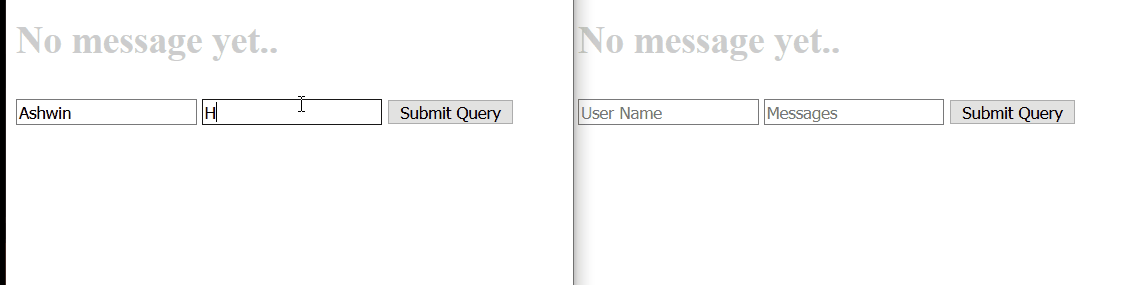 No message yet..
Ashwin H Submit Query
No message yet..
User Name Messages Submit Query